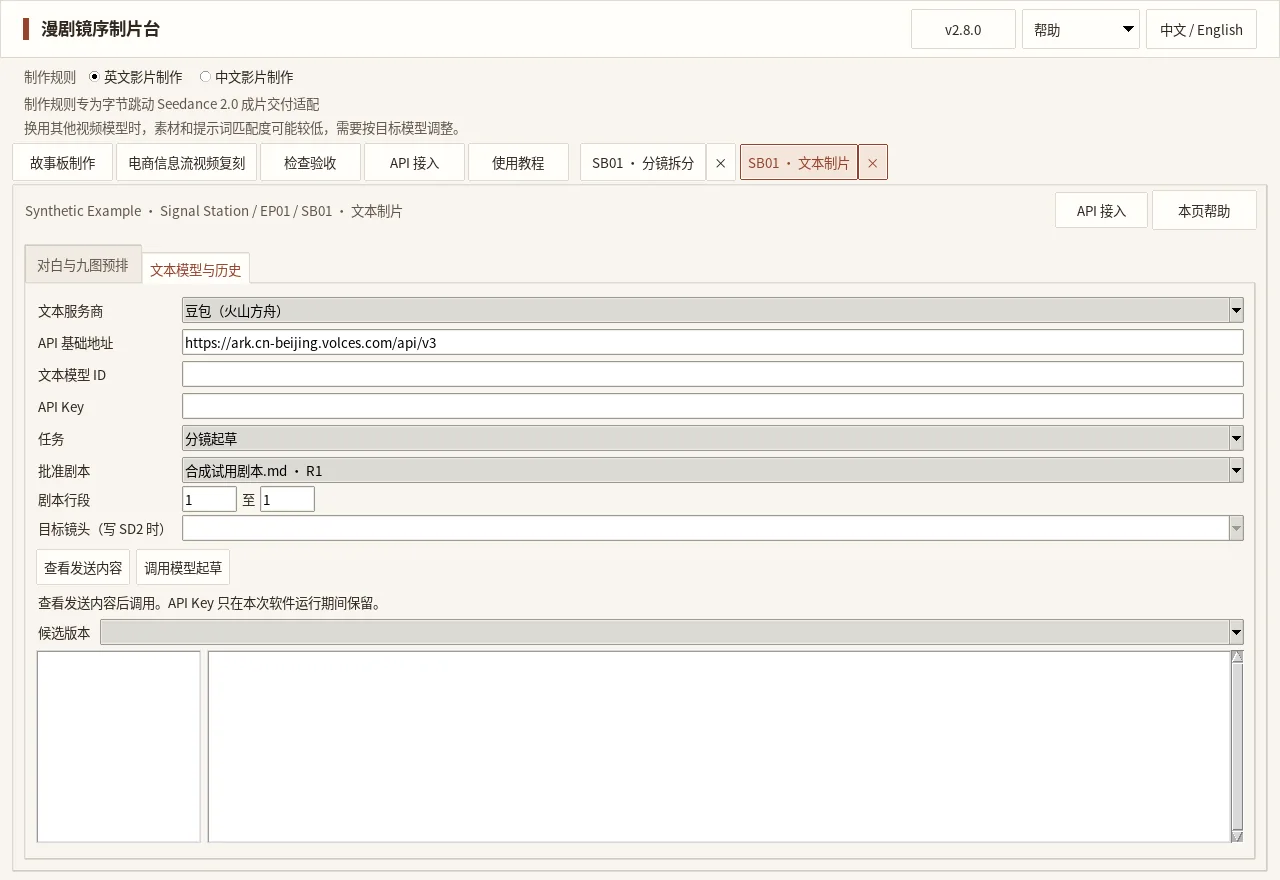 漫剧镜序制片台
v2.8.0
帮助
中文 / English
制作规则 英文影片制作 中文影片制作
制作规则专为字节跳动 Seedance 2.0 成片交付适配
换用其他视频模型时，素材和提示词匹配度可能较低，需要按目标模型调整。
故事板制作 电商信息流视频复刻 检查验收 API 接入 使用教程 SB01 · 分镜拆分 × SB01 · 文本制片 ×
Synthetic Example · Signal Station / EP01 / SB01 · 文本制片
API 接入 本页帮助
对白与九图预排 文本模型与历史
文本服务商 豆包（火山方舟）
API 基础地址 https://ark.cn-beijing.volces.com/api/v3
文本模型 ID
API Key
任务 分镜起草
批准剧本 合成试用剧本.md · R1
剧本行段 1 至 1
目标镜头（写 SD2 时）
查看发送内容 调用模型起草
查看发送内容后调用。API Key 只在本次软件运行期间保留。
候选版本